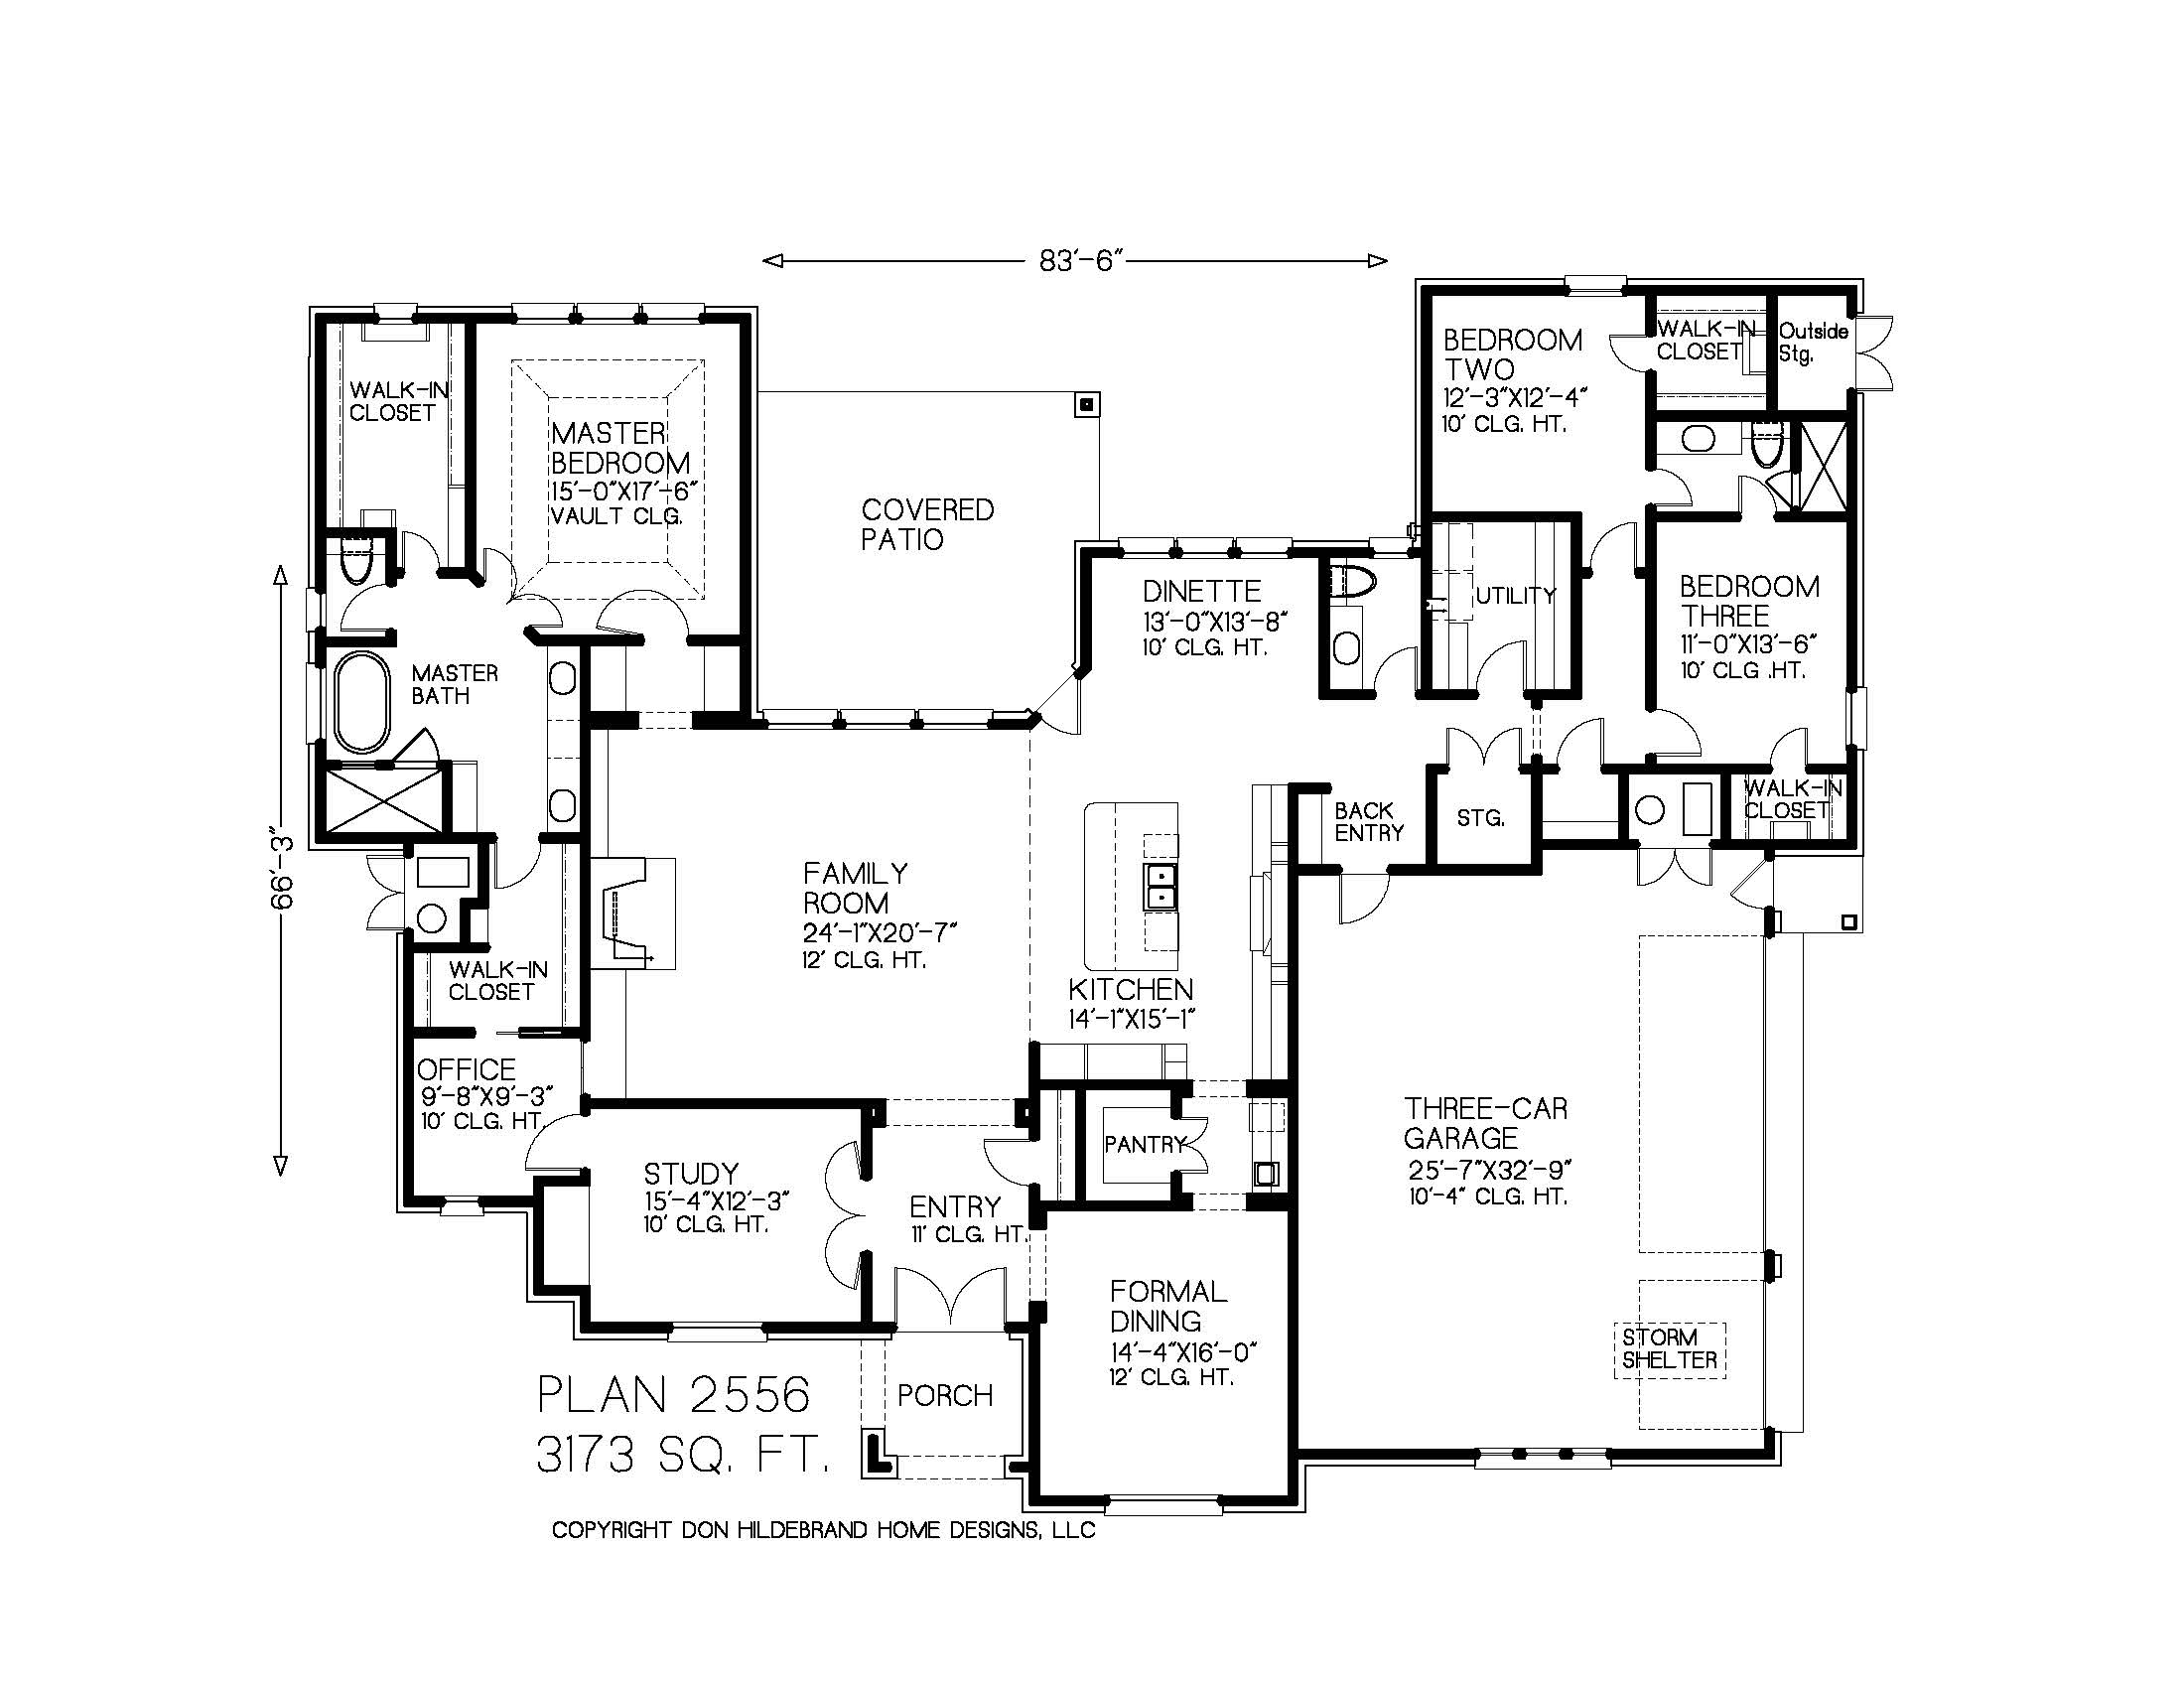 83'-6"
BEDROOM
TWO
12'-3"X12'-4"
10' CLG. HT.
WALK-IN
CLOSET
Outside
Stg.
WALK-IN
CLOSET
MASTER
BEDROOM
15'-0"X17'-6"
VAULT CLG.
COVERED
PATIO
DINETTE
13'-0"X13'-8"
10' CLG. HT.
UTILITY
BEDROOM
THREE
11'-0"X13'-6"
10' CLG .HT.
MASTER
BATH
66'-3"
BACK
ENTRY
STG.
WALK-IN
CLOSET
FAMILY
ROOM
24'-1"X20'-7"
12' CLG. HT.
WALK-IN
CLOSET
KITCHEN
14'-1"X15'-1"
OFFICE
9'-8"X9'-3"
10' CLG. HT.
THREE-CAR
GARAGE
25'-7"X32'-9"
10'-4" CLG. HT.
PANTRY
STUDY
15'-4"X12'-3"
10' CLG. HT.
ENTRY
11' CLG. HT.
FORMAL
DINING
14'-4"X16'-0"
12' CLG. HT.
STORM
SHELTER
PORCH
PLAN 2556
3173 SQ. FT.
COPYRIGHT DON HILDEBRAND HOME DESIGNS, LLC